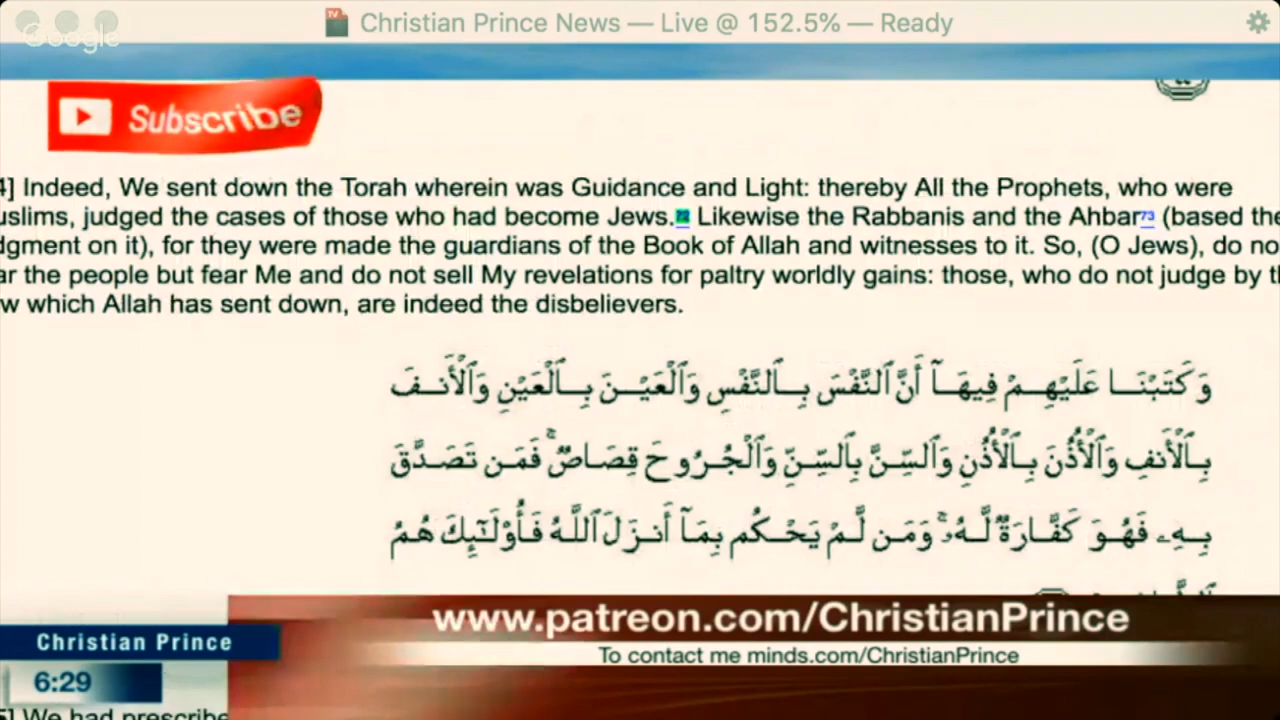 Christian Prince News — Live @ 152.5% — Ready
Google
Subscribe
4] Indeed, We sent down the Torah wherein was Guidance and Light: thereby All the Prophets, who were
uslims, judged the cases of those who had become Jews.72 Likewise the Rabbanis and the Ahbar73 (based the
dgment on it), for they were made the guardians of the Book of Allah and witnesses to it. So, (O Jews), do no
ar the people but fear Me and do not sell My revelations for paltry worldly gains: those, who do not judge by t
w which Allah has sent down, are indeed the disbelievers.
وَكَتَبْنَا عَلَيْهِمْ فِيهَآ أَنَّ ٱلنَّفْسَ بِٱلنَّفْسِ وَٱلْعَيْنَ بِٱلْعَيْنِ وَٱلْأَنفَ
بِٱلْأَنفِ وَٱلْأُذُنَ بِٱلْأُذُنِ وَٱلسِّنَّ بِٱلسِّنِّ وَٱلْجُرُوحَ قِصَاصٌ ۚ فَمَن تَصَدَّقَ
بِهِۦ فَهُوَ كَفَّارَةٌ لَّهُۥ ۚ وَمَن لَّمْ يَحْكُم بِمَآ أَنزَلَ ٱللَّهُ فَأُو۟لَٰٓئِكَ هُمُ
www.patreon.com/ChristianPrince
To contact me minds.com/ChristianPrince
Christian Prince
6:29
5] We had prescribe